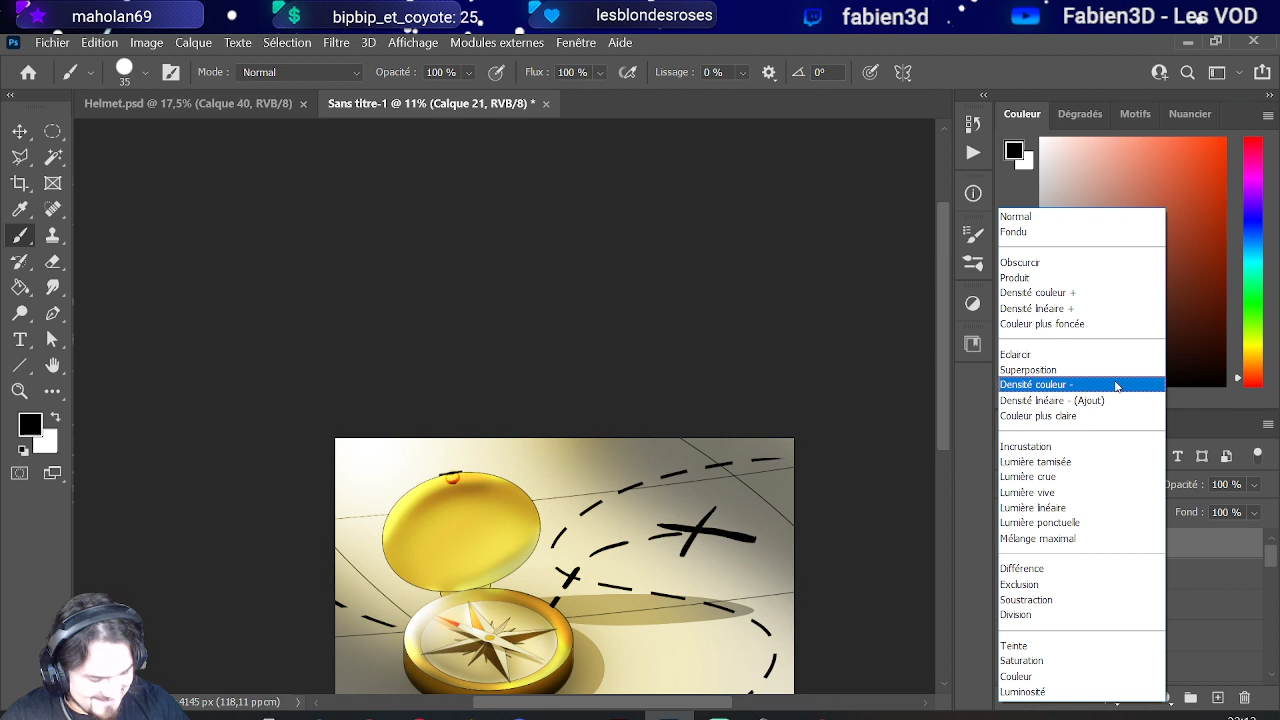 maholan69
bipbip_et_coyote: 25
lesblondesroses
fabien3d
Fabien3D - Les VOD
Ps Fichier Edition Image Calque Texte Sélection Filtre 3D Affichage Modules externes Fenêtre Aide
35
Mode : Normal Opacité : 100 % Flux : 100 % Lissage : 0 % 0°
Helmet.psd @ 17,5% (Calque 40, RVB/8) × Sans titre-1 @ 11% (Calque 21, RVB/8) * ×
Couleur Dégradés Motifs Nuancier
Normal
Fondu
Obscurcir
Produit
Densité couleur +
Densité linéaire +
Couleur plus foncée
Eclaircir
Superposition
Densité couleur -
Densité linéaire - (Ajout)
Couleur plus claire
Incrustation
Lumière tamisée
Lumière crue
Lumière vive
Lumière linéaire
Lumière ponctuelle
Mélange maximal
Différence
Exclusion
Soustraction
Division
Teinte
Saturation
Couleur
Luminosité
Opacité : 100 %
Fond : 100 %
4145 px (118,11 ppcm)